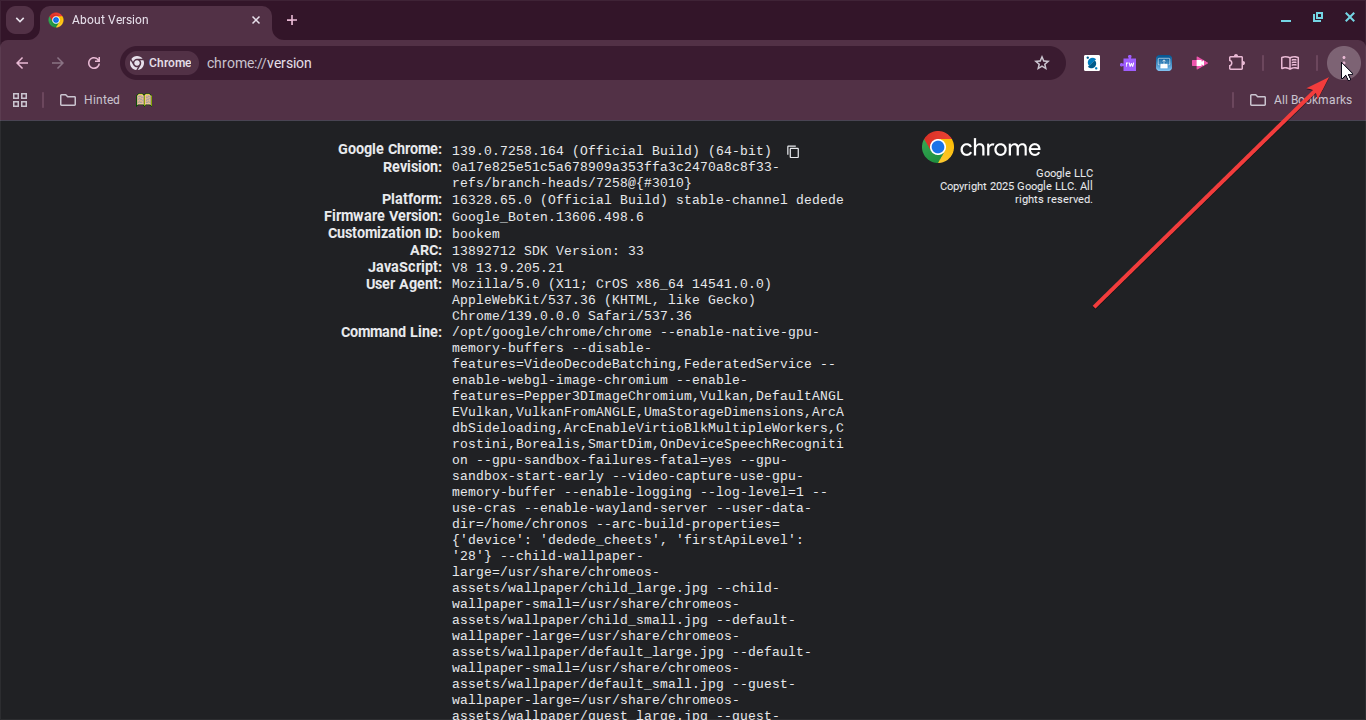 About Version
Chrome
chrome://version
rw
Hinted
All Bookmarks
Google Chrome: 139.0.7258.164 (Official Build) (64-bit)
Revision: 0a17e825e51c5a678909a353ffa3c2470a8c8f33-
refs/branch-heads/7258@{#3010}
Platform: 16328.65.0 (Official Build) stable-channel dedede
Firmware Version: Google_Boten.13606.498.6
Customization ID: bookem
ARC: 13892712 SDK Version: 33
JavaScript: V8 13.9.205.21
User Agent: Mozilla/5.0 (X11; CrOS x86_64 14541.0.0)
AppleWebKit/537.36 (KHTML, like Gecko)
Chrome/139.0.0.0 Safari/537.36
Command Line: /opt/google/chrome/chrome --enable-native-gpu-
memory-buffers --disable-
features=VideoDecodeBatching,FederatedService --
enable-webgl-image-chromium --enable-
features=Pepper3DImageChromium,Vulkan,DefaultANGL
EVulkan,VulkanFromANGLE,UmaStorageDimensions,ArcA
dbSideloading,ArcEnableVirtioBlkMultipleWorkers,C
rostini,Borealis,SmartDim,OnDeviceSpeechRecogniti
on --gpu-sandbox-failures-fatal=yes --gpu-
sandbox-start-early --video-capture-use-gpu-
memory-buffer --enable-logging --log-level=1 --
use-cras --enable-wayland-server --user-data-
dir=/home/chronos --arc-build-properties=
{'device': 'dedede_cheets', 'firstApiLevel':
'28'} --child-wallpaper-
large=/usr/share/chromeos-
assets/wallpaper/child_large.jpg --child-
wallpaper-small=/usr/share/chromeos-
assets/wallpaper/child_small.jpg --default-
wallpaper-large=/usr/share/chromeos-
assets/wallpaper/default_large.jpg --default-
wallpaper-small=/usr/share/chromeos-
assets/wallpaper/default_small.jpg --guest-
wallpaper-large=/usr/share/chromeos-
assets/wallpaper/guest_large.jpg --guest-
chrome
Google LLC
Copyright 2025 Google LLC. All
rights reserved.